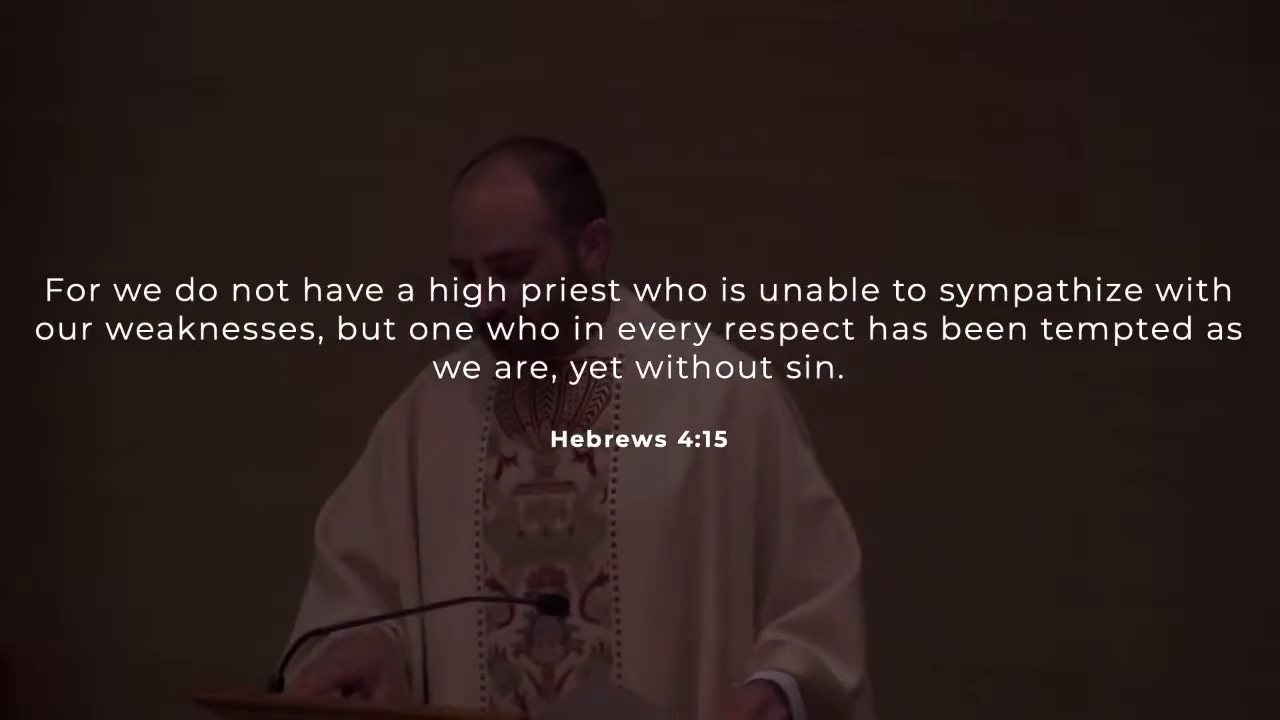 For we do not have a high priest who is unable to sympathize with
our weaknesses, but one who in every respect has been tempted as
we are, yet without sin.
Hebrews 4:15